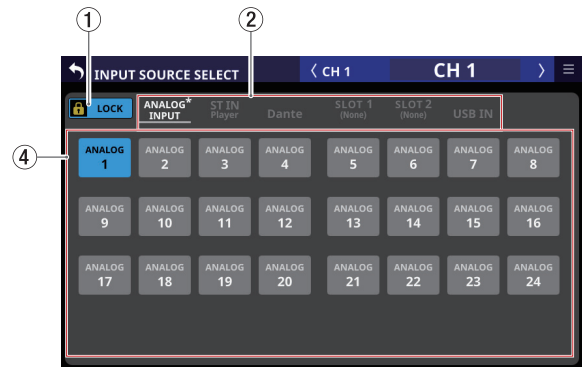 ① ②
INPUT SOURCE SELECT CH 1 CH 1
LOCK ANALOG* INPUT ST IN Player Dante SLOT 1 (None) SLOT 2 (None) USB IN
④
ANALOG 1 ANALOG 2 ANALOG 3 ANALOG 4 ANALOG 5 ANALOG 6 ANALOG 7 ANALOG 8
ANALOG 9 ANALOG 10 ANALOG 11 ANALOG 12 ANALOG 13 ANALOG 14 ANALOG 15 ANALOG 16
ANALOG 17 ANALOG 18 ANALOG 19 ANALOG 20 ANALOG 21 ANALOG 22 ANALOG 23 ANALOG 24